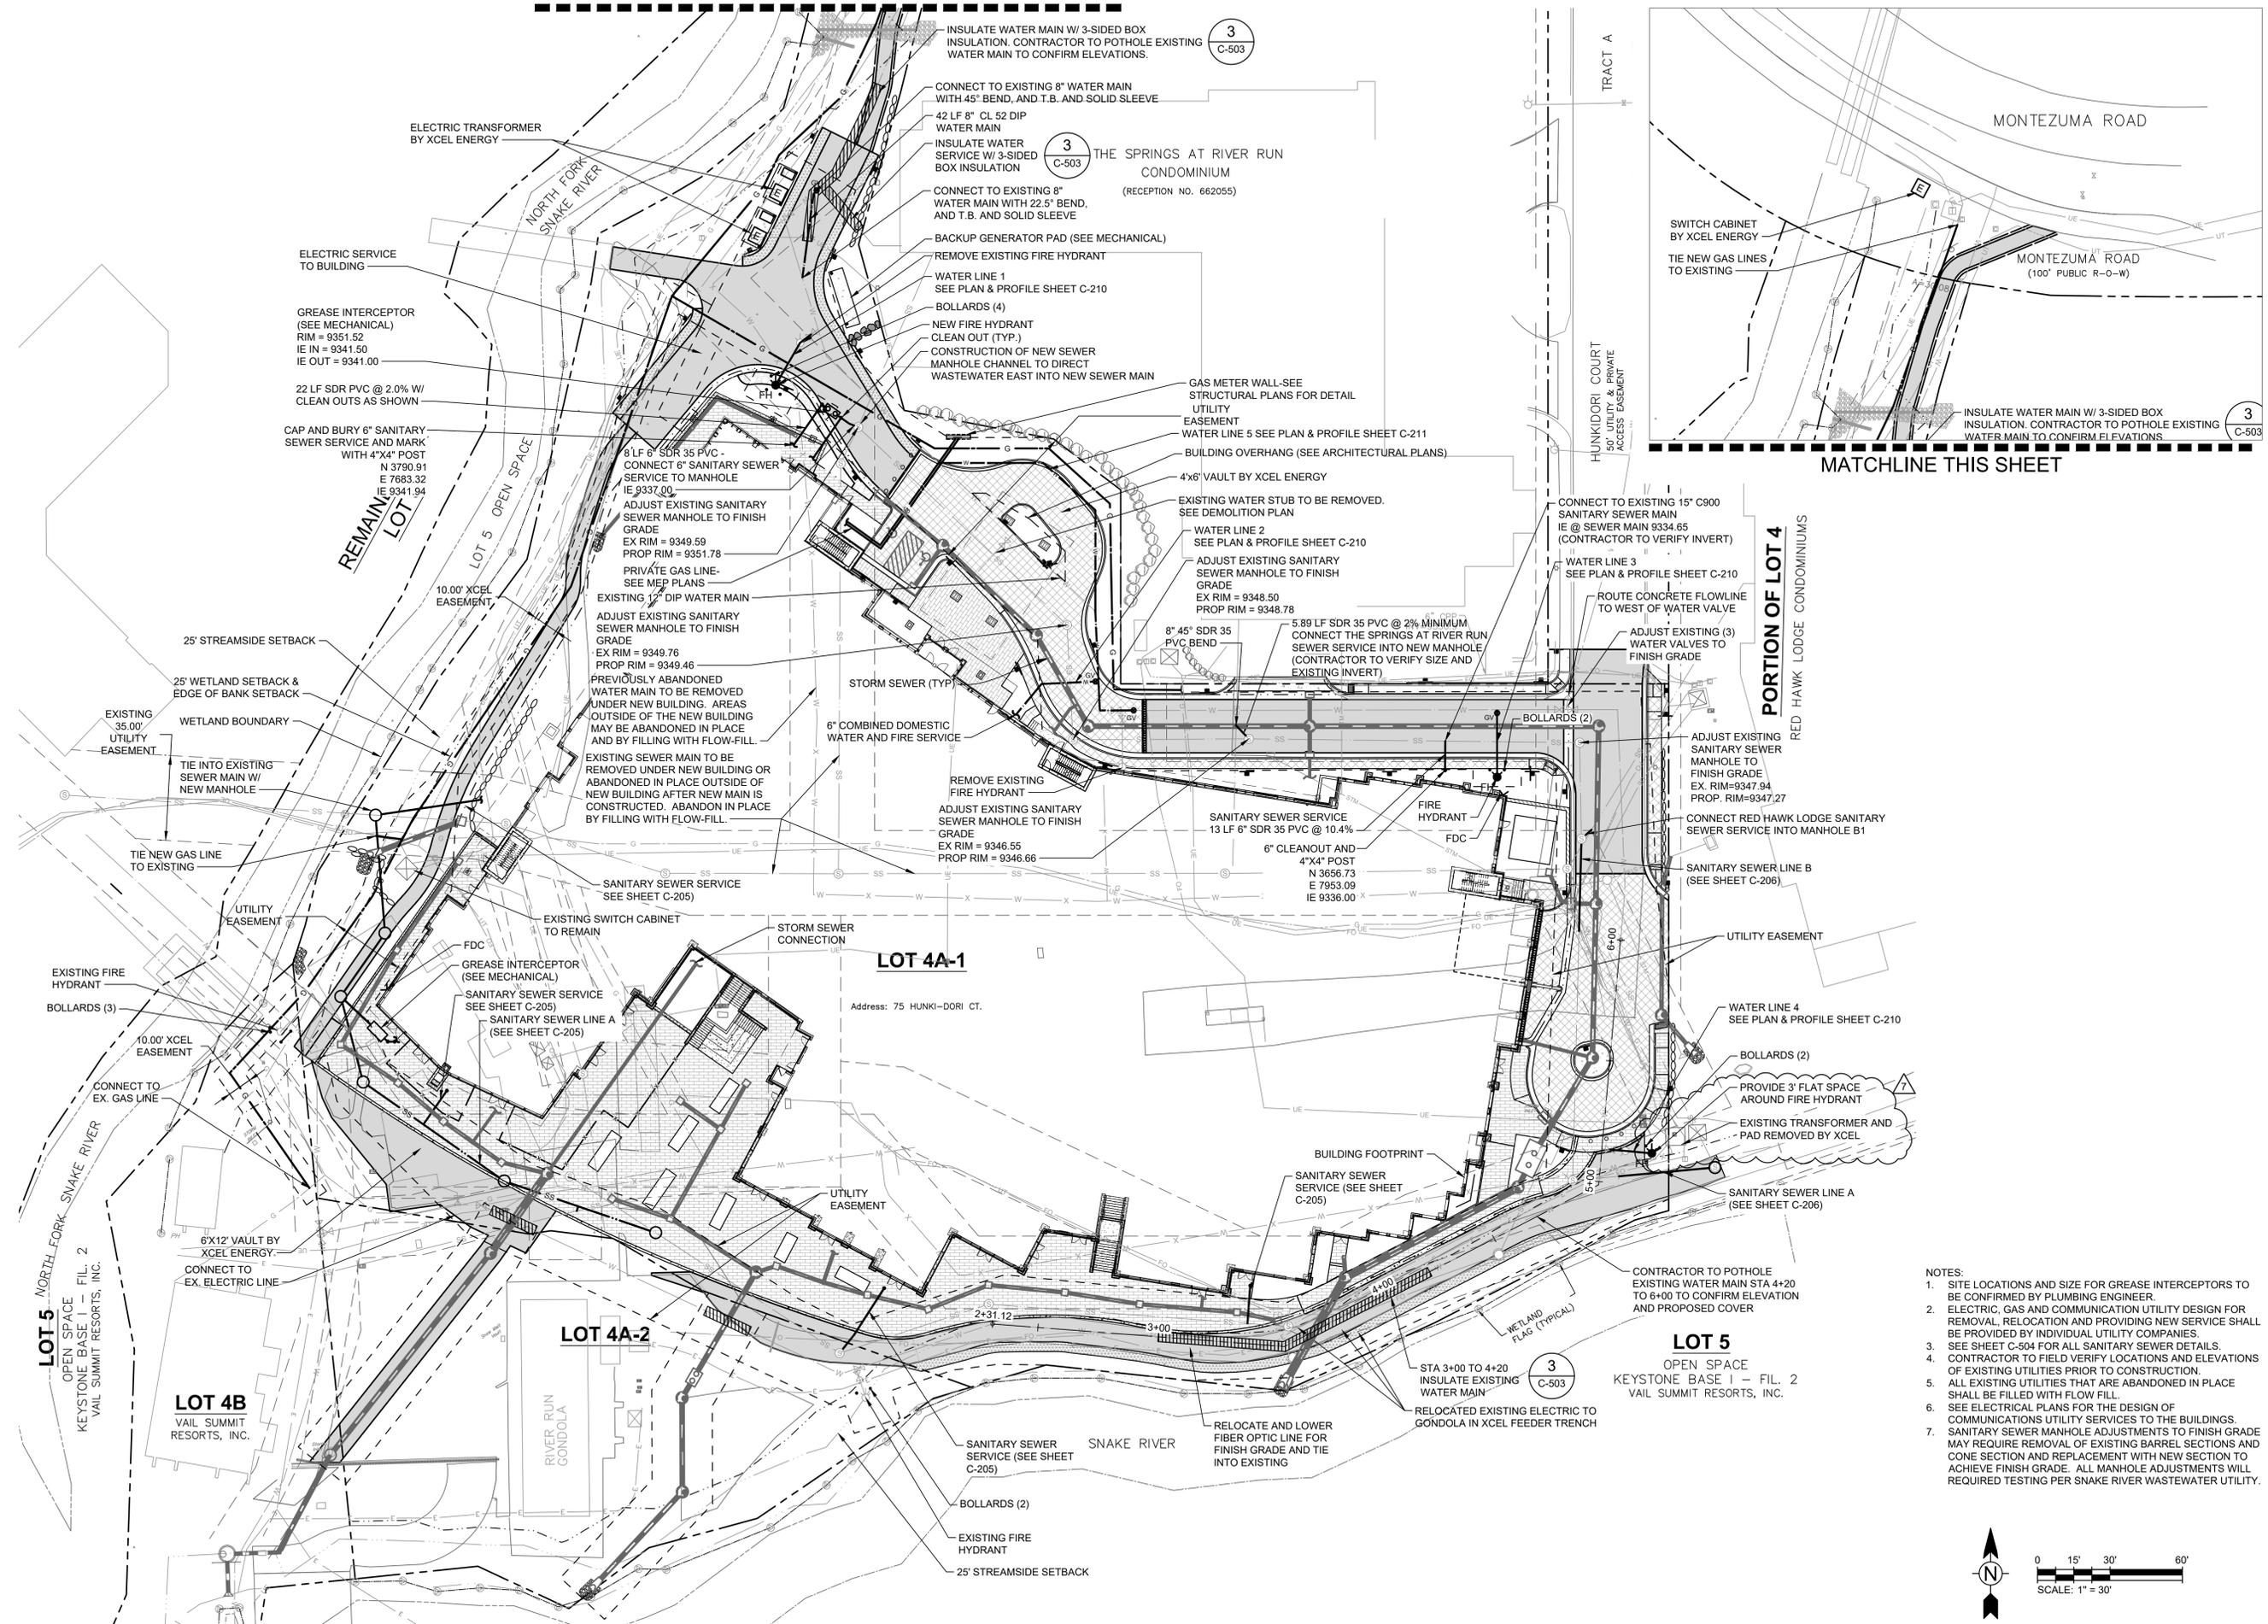 INSULATE WATER MAIN W/ 3-SIDED BOX
INSULATION. CONTRACTOR TO POTHOLE EXISTING
WATER MAIN TO CONFIRM ELEVATIONS.
3
C-503
CONNECT TO EXISTING 8" WATER MAIN
WITH 45° BEND, AND T.B. AND SOLID SLEEVE
42 LF 8" CL 52 DIP
WATER MAIN
INSULATE WATER
SERVICE W/ 3-SIDED
BOX INSULATION
3
C-503
THE SPRINGS AT RIVER RUN
CONDOMINIUM
(RECEPTION NO. 662055)
CONNECT TO EXISTING 8"
WATER MAIN WITH 22.5° BEND,
AND T.B. AND SOLID SLEEVE
BACKUP GENERATOR PAD (SEE MECHANICAL)
REMOVE EXISTING FIRE HYDRANT
WATER LINE 1
SEE PLAN & PROFILE SHEET C-210
BOLLARDS (4)
NEW FIRE HYDRANT
CLEAN OUT (TYP.)
CONSTRUCTION OF NEW SEWER
MANHOLE CHANNEL TO DIRECT
WASTEWATER EAST INTO NEW SEWER MAIN
GAS METER WALL-SEE
STRUCTURAL PLANS FOR DETAIL
UTILITY
EASEMENT
WATER LINE 5 SEE PLAN & PROFILE SHEET C-211
BUILDING OVERHANG (SEE ARCHITECTURAL PLANS)
4'x6' VAULT BY XCEL ENERGY
EXISTING WATER STUB TO BE REMOVED.
SEE DEMOLITION PLAN
WATER LINE 2
SEE PLAN & PROFILE SHEET C-210
ADJUST EXISTING SANITARY
SEWER MANHOLE TO FINISH
GRADE
EX RIM = 9348.50
PROP RIM = 9348.78
ELECTRIC TRANSFORMER
BY XCEL ENERGY
NORTH FORK
SNAKE RIVER
ELECTRIC SERVICE
TO BUILDING
GREASE INTERCEPTOR
(SEE MECHANICAL)
RIM = 9351.52
IE IN = 9341.50
IE OUT = 9341.00
22 LF SDR PVC @ 2.0% W/
CLEAN OUTS AS SHOWN
CAP AND BURY 6" SANITARY
SEWER SERVICE AND MARK
WITH 4"X4" POST
N 3790.91
E 7683.32
IE 9341.94
LOT 5 OPEN SPACE
8 LF 6" SDR 35 PVC -
CONNECT 6" SANITARY SEWER
SERVICE TO MANHOLE
IE 9337.00
ADJUST EXISTING SANITARY
SEWER MANHOLE TO FINISH
GRADE
EX RIM = 9349.59
PROP RIM = 9351.78
PRIVATE GAS LINE-
SEE MEP PLANS
EXISTING 12" DIP WATER MAIN
ADJUST EXISTING SANITARY
SEWER MANHOLE TO FINISH
GRADE
EX RIM = 9349.76
PROP RIM = 9349.46
PREVIOUSLY ABANDONED
WATER MAIN TO BE REMOVED
UNDER NEW BUILDING. AREAS
OUTSIDE OF THE NEW BUILDING
MAY BE ABANDONED IN PLACE
AND BY FILLING WITH FLOW-FILL.
EXISTING SEWER MAIN TO BE
REMOVED UNDER NEW BUILDING OR
ABANDONED IN PLACE OUTSIDE OF
NEW BUILDING AFTER NEW MAIN IS
CONSTRUCTED. ABANDON IN PLACE
BY FILLING WITH FLOW-FILL.
10.00' XCEL
EASEMENT
25' STREAMSIDE SETBACK
25' WETLAND SETBACK &
EDGE OF BANK SETBACK
EXISTING
35.00'
UTILITY
EASEMENT
WETLAND BOUNDARY
TIE INTO EXISTING
SEWER MAIN W/
NEW MANHOLE
TIE NEW GAS LINE
TO EXISTING
UTILITY
EASEMENT
STORM SEWER (TYP)
6" COMBINED DOMESTIC
WATER AND FIRE SERVICE
REMOVE EXISTING
FIRE HYDRANT
ADJUST EXISTING SANITARY
SEWER MANHOLE TO FINISH
GRADE
EX RIM = 9346.55
PROP RIM = 9346.66
8" 45° SDR 35
PVC BEND
5.89 LF SDR 35 PVC @ 2% MINIMUM
CONNECT THE SPRINGS AT RIVER RUN
SEWER SERVICE INTO NEW MANHOLE
(CONTRACTOR TO VERIFY SIZE AND
EXISTING INVERT)
SANITARY SEWER SERVICE
13 LF 6" SDR 35 PVC @ 10.4%
6" CLEANOUT AND
4"X4" POST
N 3656.73
E 7953.09
IE 9336.00
FIRE
HYDRANT
FDC
BOLLARDS (2)
TRACT A
HUNKIDORI COURT
50' UTILITY & PRIVATE
ACCESS EASEMENT
CONNECT TO EXISTING 15" C900
SANITARY SEWER MAIN
IE @ SEWER MAIN 9334.65
(CONTRACTOR TO VERIFY INVERT)
WATER LINE 3
SEE PLAN & PROFILE SHEET C-210
ROUTE CONCRETE FLOWLINE
TO WEST OF WATER VALVE
ADJUST EXISTING (3)
WATER VALVES TO
FINISH GRADE
PORTION OF LOT 4
RED HAWK LODGE CONDOMINIUMS
ADJUST EXISTING
SANITARY SEWER
MANHOLE TO
FINISH GRADE
EX. RIM=9347.94
PROP. RIM=9347.27
CONNECT RED HAWK LODGE SANITARY
SEWER SERVICE INTO MANHOLE B1
SANITARY SEWER LINE B
(SEE SHEET C-206)
UTILITY EASEMENT
6+00
WATER LINE 4
SEE PLAN & PROFILE SHEET C-210
BOLLARDS (2)
PROVIDE 3' FLAT SPACE
AROUND FIRE HYDRANT
7
EXISTING TRANSFORMER AND
PAD REMOVED BY XCEL
SANITARY SEWER LINE A
(SEE SHEET C-206)
5+00
MONTEZUMA ROAD
SWITCH CABINET
BY XCEL ENERGY
TIE NEW GAS LINES
TO EXISTING
MONTEZUMA ROAD
(100' PUBLIC R-O-W)
INSULATE WATER MAIN W/ 3-SIDED BOX
INSULATION. CONTRACTOR TO POTHOLE EXISTING
WATER MAIN TO CONFIRM ELEVATIONS
3
C-503
MATCHLINE THIS SHEET
SANITARY SEWER SERVICE
SEE SHEET C-205)
EXISTING SWITCH CABINET
TO REMAIN
FDC
GREASE INTERCEPTOR
(SEE MECHANICAL)
SANITARY SEWER SERVICE
SEE SHEET C-205)
SANITARY SEWER LINE A
(SEE SHEET C-205)
STORM SEWER
CONNECTION
LOT 4A-1
Address: 75 HUNKI-DORI CT.
EXISTING FIRE
HYDRANT
BOLLARDS (3)
10.00' XCEL
EASEMENT
CONNECT TO
EX. GAS LINE
NORTH FORK SNAKE RIVER
6'X12' VAULT BY
XCEL ENERGY
CONNECT TO
EX. ELECTRIC LINE
LOT 5
OPEN SPACE
KEYSTONE BASE I - FIL. 2
VAIL SUMMIT RESORTS, INC.
LOT 4B
VAIL SUMMIT
RESORTS, INC.
LOT 4A-2
RIVER RUN
GONDOLA
UTILITY
EASEMENT
BUILDING FOOTPRINT
SANITARY SEWER
SERVICE (SEE SHEET
C-205)
2+31.12
3+00
4+00
SANITARY SEWER
SERVICE (SEE SHEET
C-205)
BOLLARDS (2)
EXISTING FIRE
HYDRANT
25' STREAMSIDE SETBACK
SNAKE RIVER
RELOCATE AND LOWER
FIBER OPTIC LINE FOR
FINISH GRADE AND TIE
INTO EXISTING
STA 3+00 TO 4+20
INSULATE EXISTING
WATER MAIN
3
C-503
RELOCATED EXISTING ELECTRIC TO
GONDOLA IN XCEL FEEDER TRENCH
WETLAND
FLAG (TYPICAL)
CONTRACTOR TO POTHOLE
EXISTING WATER MAIN STA 4+20
TO 6+00 TO CONFIRM ELEVATION
AND PROPOSED COVER
LOT 5
OPEN SPACE
KEYSTONE BASE I - FIL. 2
VAIL SUMMIT RESORTS, INC.
NOTES:
1. SITE LOCATIONS AND SIZE FOR GREASE INTERCEPTORS TO
BE CONFIRMED BY PLUMBING ENGINEER.
2. ELECTRIC, GAS AND COMMUNICATION UTILITY DESIGN FOR
REMOVAL, RELOCATION AND PROVIDING NEW SERVICE SHALL
BE PROVIDED BY INDIVIDUAL UTILITY COMPANIES.
3. SEE SHEET C-504 FOR ALL SANITARY SEWER DETAILS.
4. CONTRACTOR TO FIELD VERIFY LOCATIONS AND ELEVATIONS
OF EXISTING UTILITIES PRIOR TO CONSTRUCTION.
5. ALL EXISTING UTILITIES THAT ARE ABANDONED IN PLACE
SHALL BE FILLED WITH FLOW FILL.
6. SEE ELECTRICAL PLANS FOR THE DESIGN OF
COMMUNICATIONS UTILITY SERVICES TO THE BUILDINGS.
7. SANITARY SEWER MANHOLE ADJUSTMENTS TO FINISH GRADE
MAY REQUIRE REMOVAL OF EXISTING BARREL SECTIONS AND
CONE SECTION AND REPLACEMENT WITH NEW SECTION TO
ACHIEVE FINISH GRADE. ALL MANHOLE ADJUSTMENTS WILL
REQUIRED TESTING PER SNAKE RIVER WASTEWATER UTILITY.
N
0 15' 30' 60'
SCALE: 1" = 30'